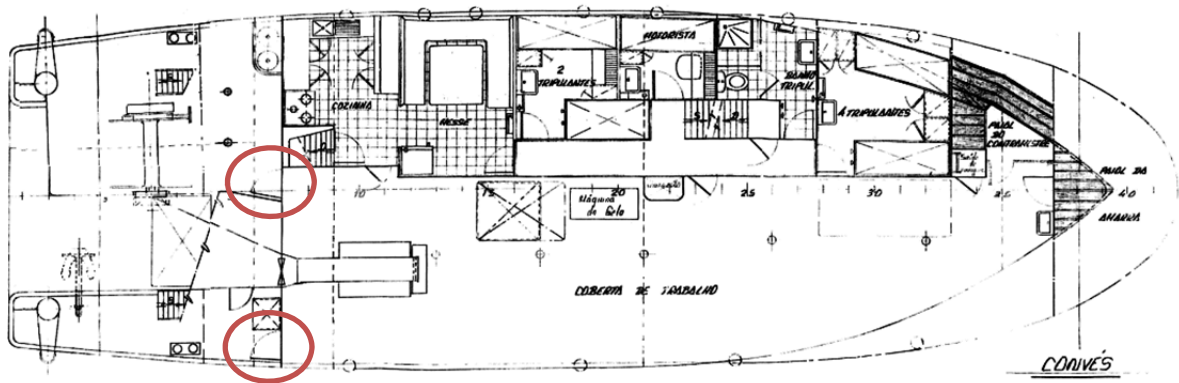 MOTORISTA
2
TRIPULANTES
BANHO
TRIPUL.
COZINHA
MESSE
4 TRIPULANTES
PAIOL
DO
CONTRAMESTRE
PAIOL DA
AMARRA
10
15
20
25
30
35
40
Máquina
de Gelo
COBERTA DE TRABALHO
CONVÉS